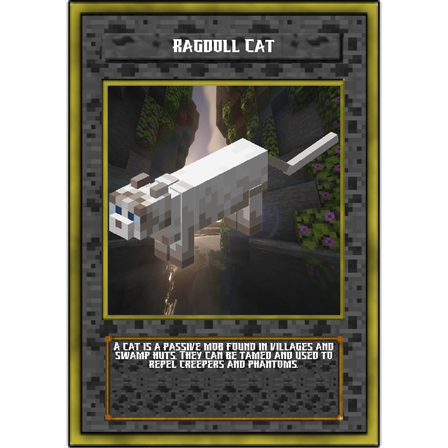 RAGDOLL CAT
A CAT IS A PASSIVE MOB FOUND IN VILLAGES AND
SWAMP HUTS. THEY CAN BE TAMED AND USED TO
REPEL CREEPERS AND PHANTOMS.